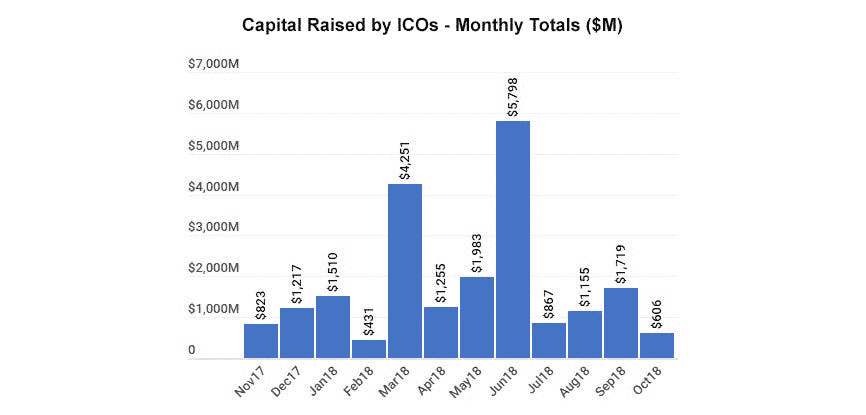 Capital Raised by ICOs - Monthly Totals ($M)
$7,000M
$6,000M
$5,000M
$4,000M
$3,000M
$2,000M
$1,000M
0
$823
$1,217
$1,510
$431
$4,251
$1,255
$1,983
$5,798
$867
$1,155
$1,719
$606
Nov17
Dec17
Jan18
Feb18
Mar18
Apr18
May18
Jun18
Jul18
Aug18
Sep18
Oct18